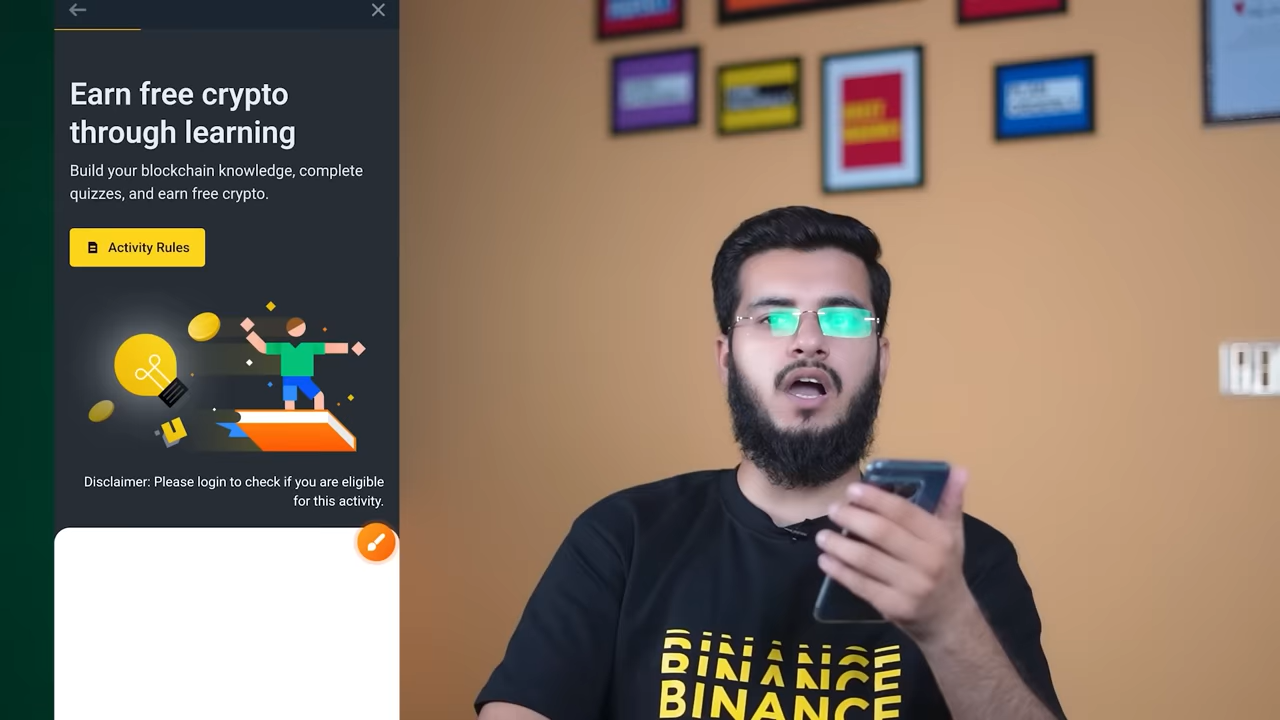 Earn free crypto
through learning
Build your blockchain knowledge, complete
quizzes, and earn free crypto.
Activity Rules
Disclaimer: Please login to check if you are eligible
for this activity.
BINANCE
BINANCE
BINANCE